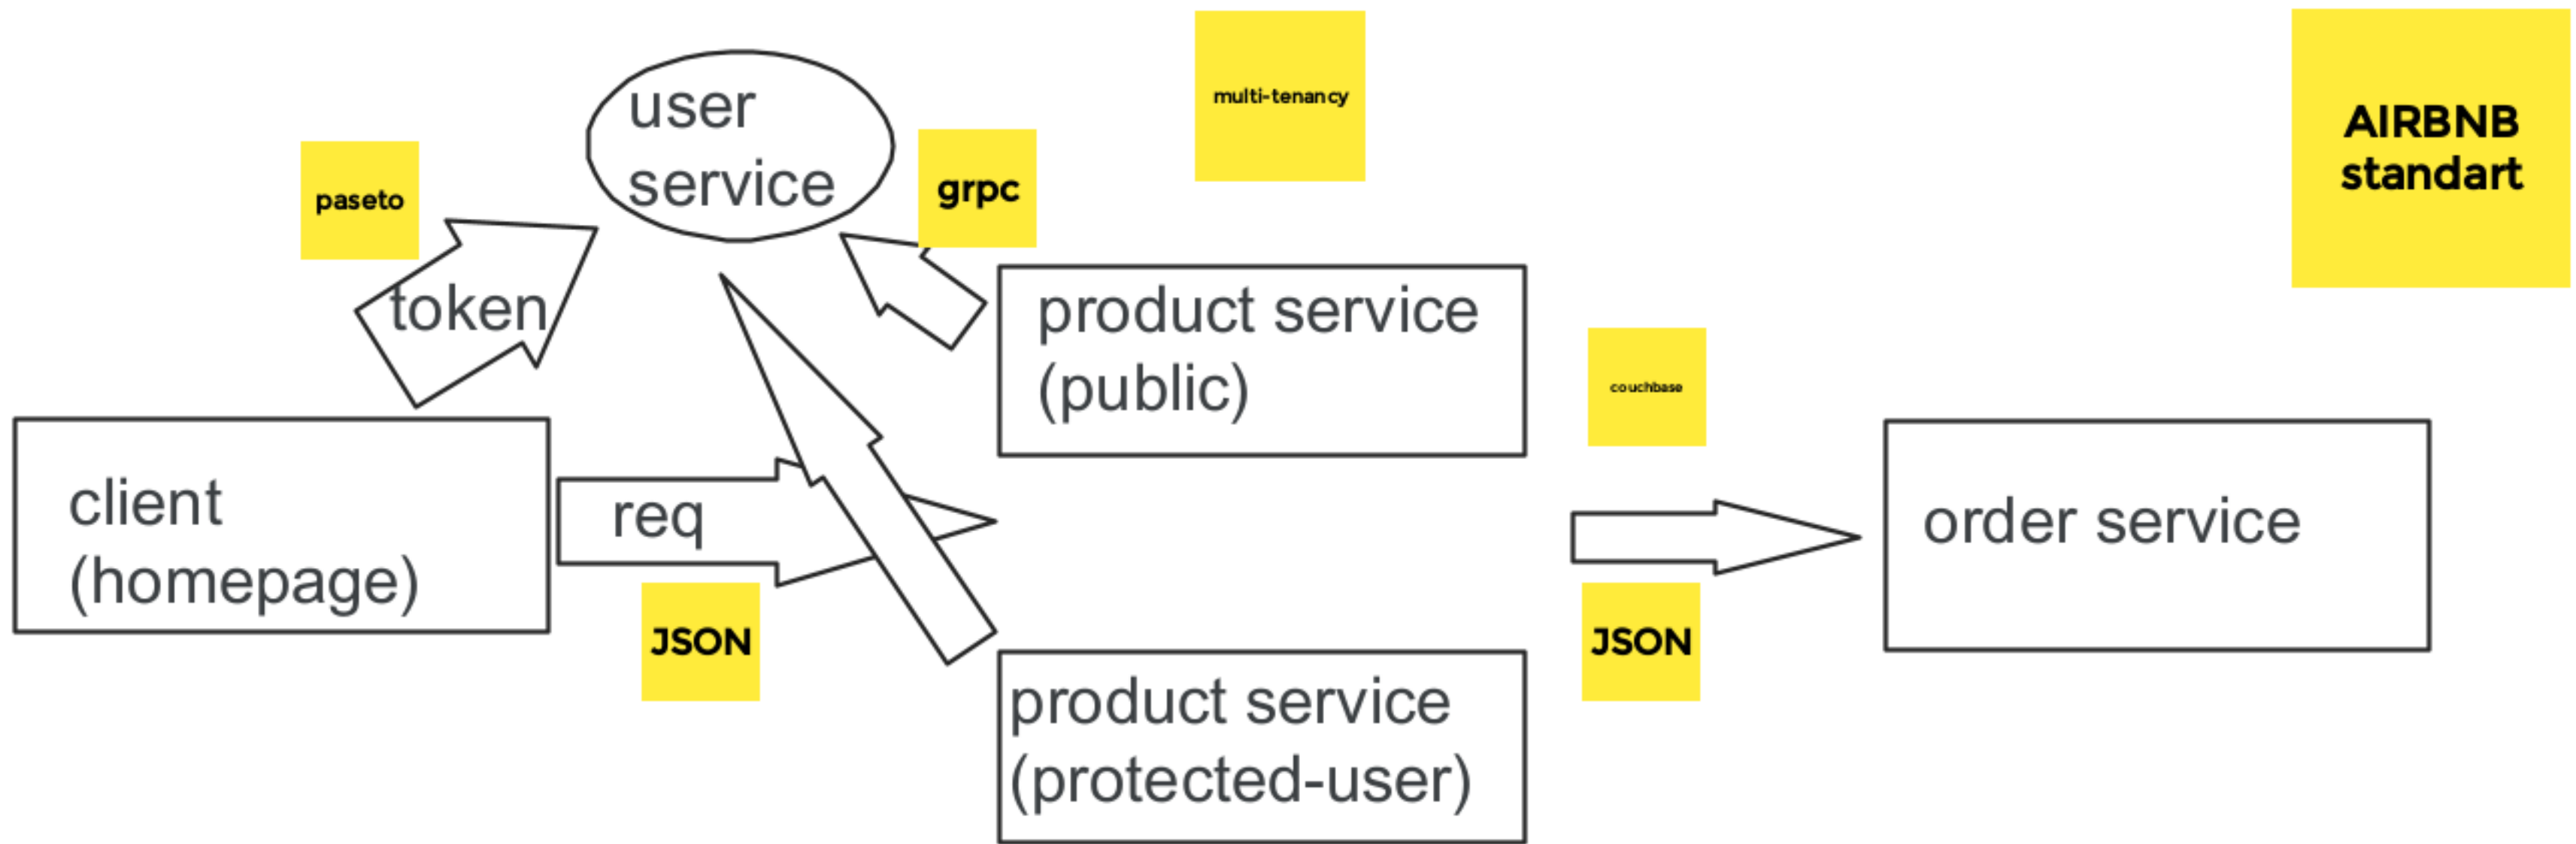 user
service
multi-tenancy
AIRBNB
standart
paseto
grpc
token
product service
(public)
couchbase
client
(homepage)
req
order service
JSON
JSON
product service
(protected-user)